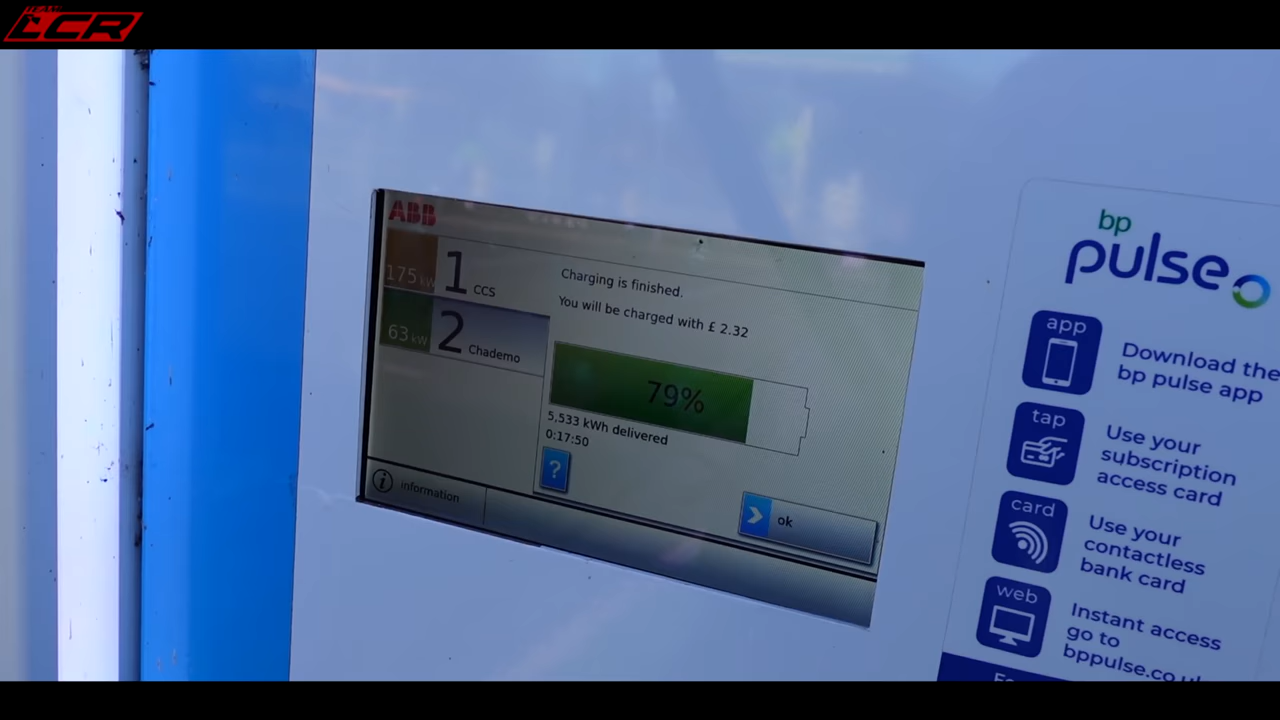 TEAM
LCR
ABB
175 kW
1 CCS
63 kW
2 Chademo
Charging is finished.
You will be charged with £ 2.32
79%
5,533 kWh delivered
0:17:50
?
i information
ok
bp
pulse
app
Download the
bp pulse app
tap
Use your
subscription
access card
card
Use your
contactless
bank card
web
Instant access
go to
bppulse.co.uk